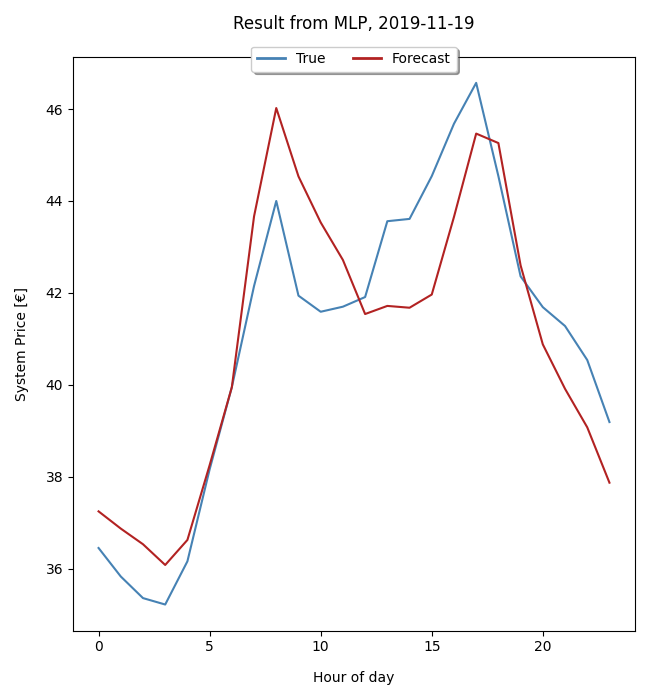 Result from MLP, 2019-11-19
True Forecast
46
44
42
40
38
36
System Price [€]
0 5 10 15 20
Hour of day